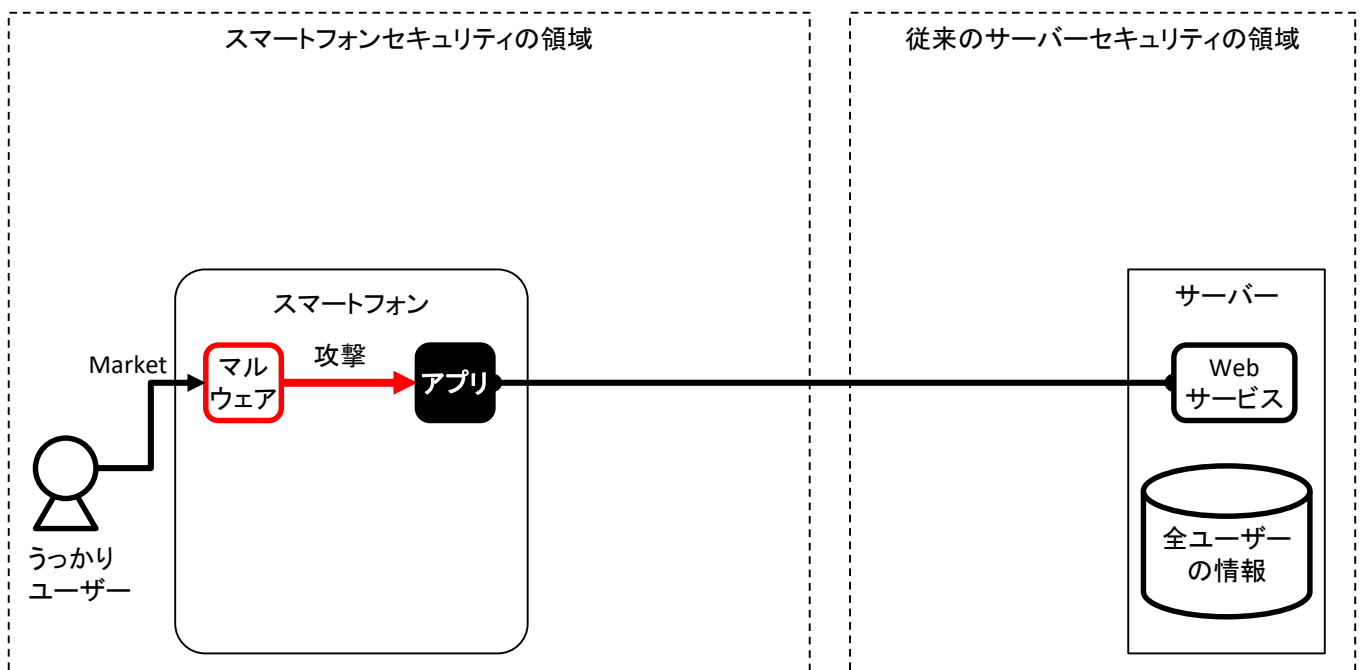 スマートフォンセキュリティの領域
従来のサーバーセキュリティの領域
スマートフォン
サーバー
Market
マル
ウェア
攻撃
アプリ
Web
サービス
うっかり
ユーザー
全ユーザー
の情報